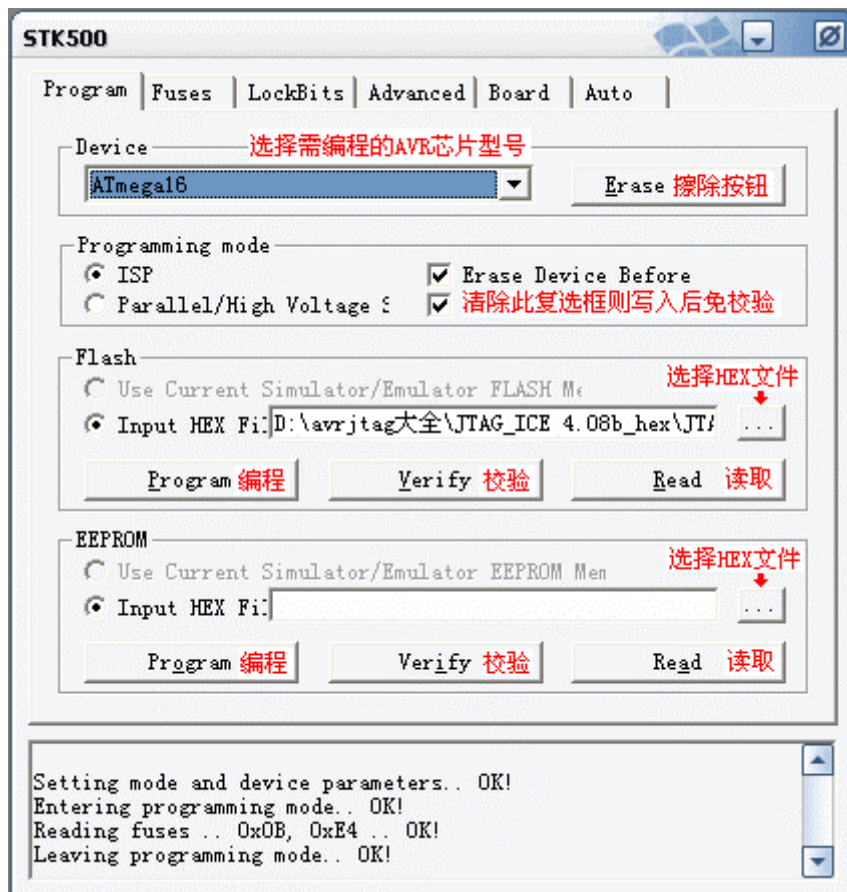 STK500
Program Fuses LockBits Advanced Board Auto
Device 选择需编程的AVR芯片型号
ATmega16 Erase 擦除按钮
Programming mode
ISP Erase Device Before
Parallel/High Voltage S 清除此复选框则写入后免校验
Flash
选择HEX文件
Use Current Simulator/Emulator FLASH Me
Input HEX Fi D:\avrjtag大全\JTAG_ICE 4.08b_hex\JTA ...
Program 编程 Verify 校验 Read 读取
EEPROM
选择HEX文件
Use Current Simulator/Emulator EEPROM Mem
Input HEX Fi ...
Program 编程 Verify 校验 Read 读取
Setting mode and device parameters.. OK!
Entering programming mode.. OK!
Reading fuses .. 0x0B, 0xE4 .. OK!
Leaving programming mode.. OK!